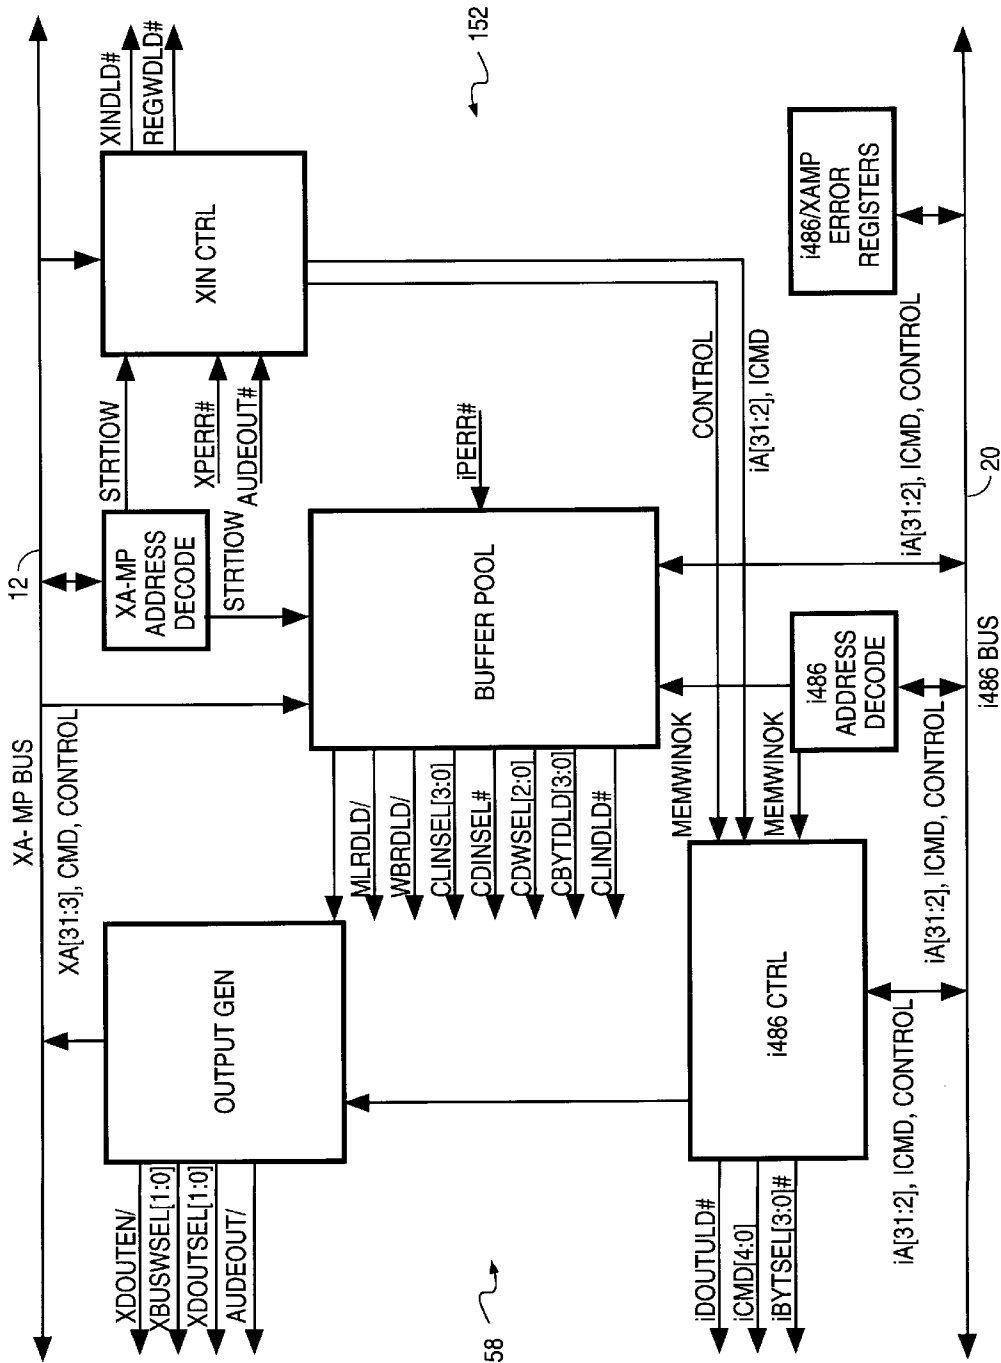 XA- MP BUS
12
XA[31:3], CMD, CONTROL
XDOUTEN/
XBUSWSEL[1:0]
XDOUTSEL[1:0]
AUDEOUT/
OUTPUT GEN
XA-MP
ADDRESS
DECODE
STRTIOW
STRTIOW
XPERR#
AUDEOUT#
XIN CTRL
XINDLD#
REGWDLD#
MLRDLD/
WBRDLD/
CLINSEL[3:0]
CDINSEL#
CDWSEL[2:0]
CBYTDLD[3:0]
CLINDLD#
BUFFER POOL
iPERR#
152
58
CONTROL
iA[31:2], ICMD
MEMWINOK
MEMWINOK
iDOUTULD#
iCMD[4:0]
iBYTSEL[3:0]#
i486 CTRL
i486
ADDRESS
DECODE
i486/XAMP
ERROR
REGISTERS
iA[31:2], ICMD, CONTROL
iA[31:2], ICMD, CONTROL
iA[31:2], ICMD, CONTROL
i486 BUS
20